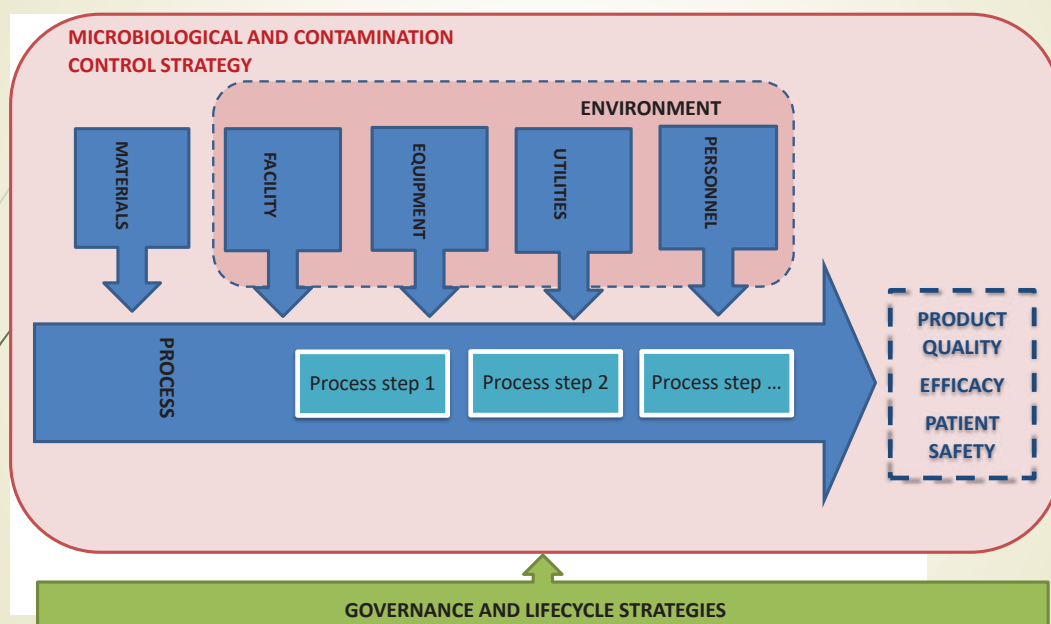 MICROBIOLOGICAL AND CONTAMINATION
CONTROL STRATEGY
ENVIRONMENT
MATERIALS
FACILITY
EQUIPMENT
UTILITIES
PERSONNEL
PROCESS
Process step 1
Process step 2
Process step ...
PRODUCT
QUALITY
EFFICACY
PATIENT
SAFETY
GOVERNANCE AND LIFECYCLE STRATEGIES